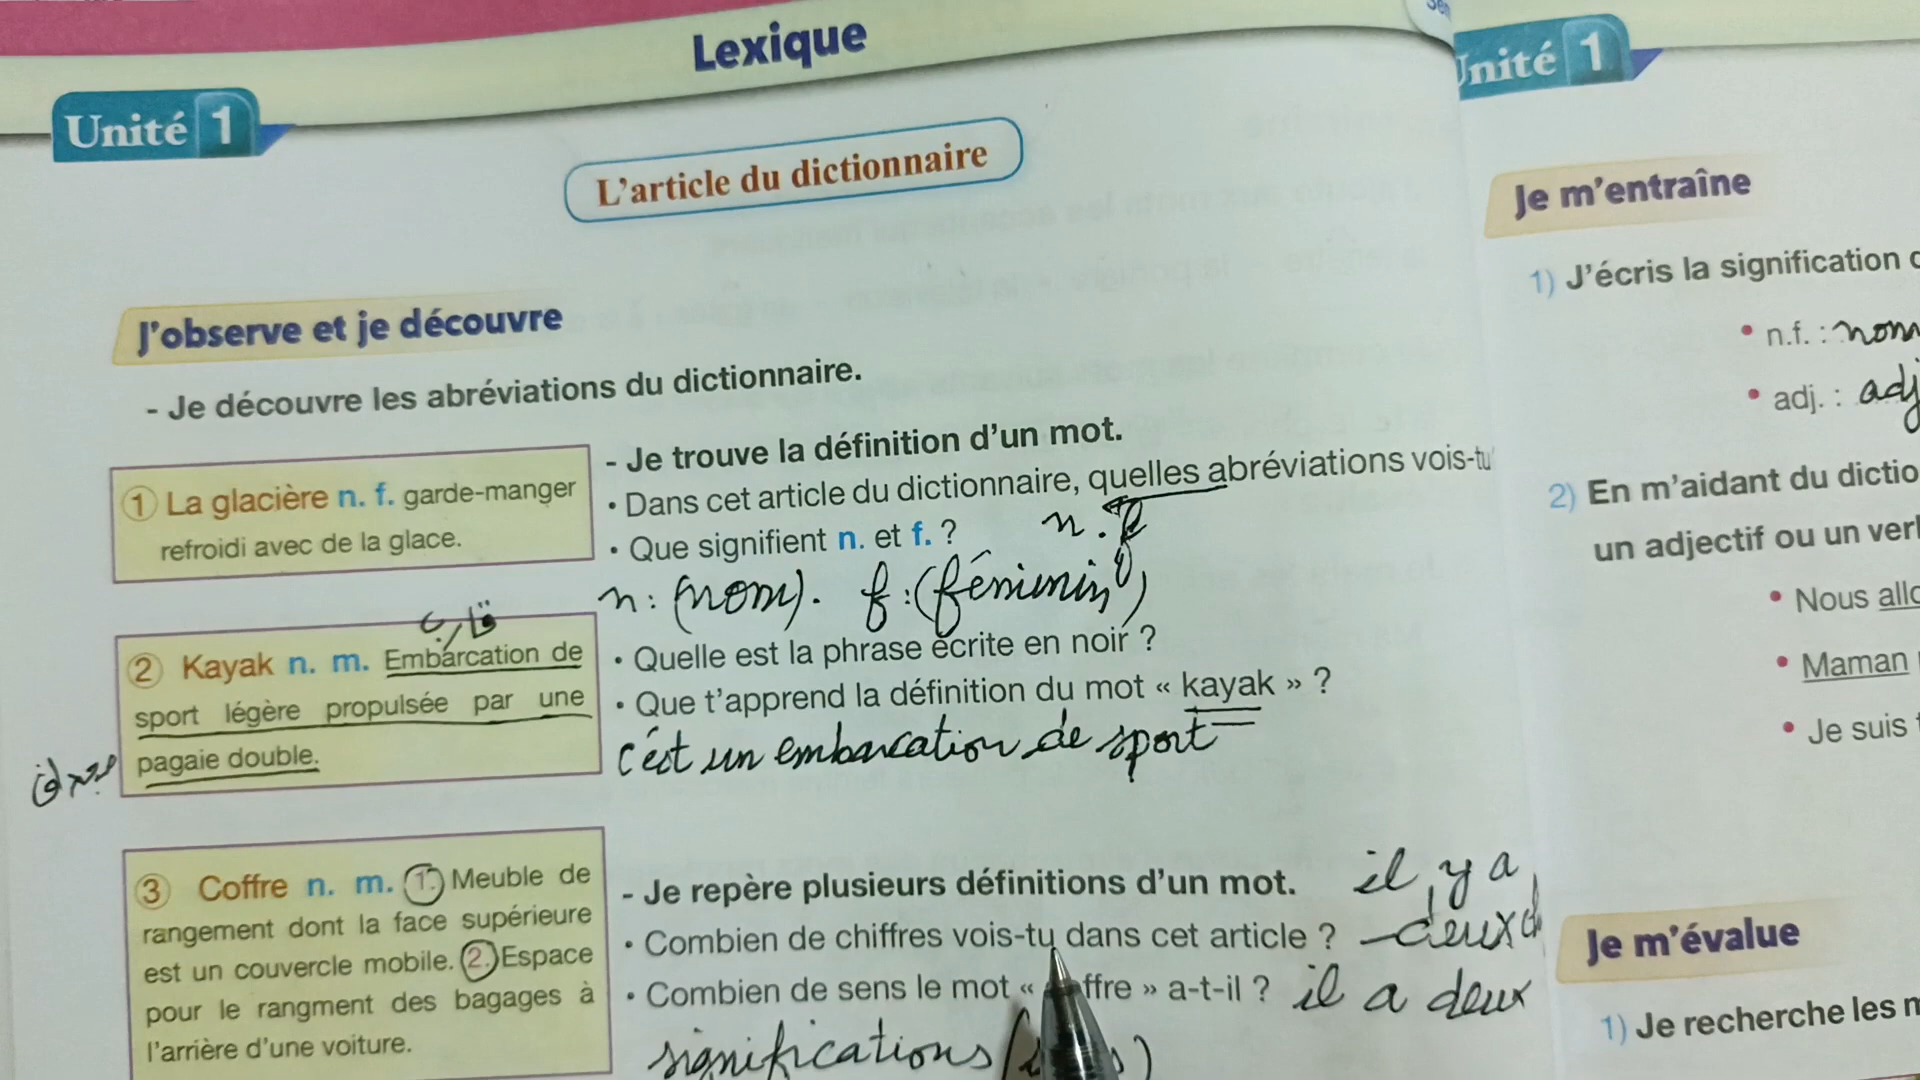 Lexique
Unité 1
L'article du dictionnaire
J'observe et je découvre
- Je découvre les abréviations du dictionnaire.
① La glacière n. f. garde-manger
refroidi avec de la glace.
- Je trouve la définition d'un mot.
• Dans cet article du dictionnaire, quelles abréviations vois-tu
n. f
• Que signifient n. et f. ?
n : (nom). f : (féminin)
قارب
② Kayak n. m. Embarcation de
sport légère propulsée par une
pagaie double.
• Quelle est la phrase écrite en noir ?
• Que t'apprend la définition du mot « kayak » ?
c'est un embarcation de sport
③ Coffre n. m. 1. Meuble de
rangement dont la face supérieure
est un couvercle mobile. 2. Espace
pour le rangment des bagages à
l'arrière d'une voiture.
- Je repère plusieurs définitions d'un mot.
il y a
• Combien de chiffres vois-tu dans cet article ?
deux
• Combien de sens le mot « ffre » a-t-il ? il a deux
significations
Unité 1
Je m'entraîne
1) J'écris la signification
• n.f. : nom
• adj. : adj
2) En m'aidant du dictio
un adjectif ou un ver
• Nous allo
• Maman
• Je suis
Je m'évalue
1) Je recherche les m